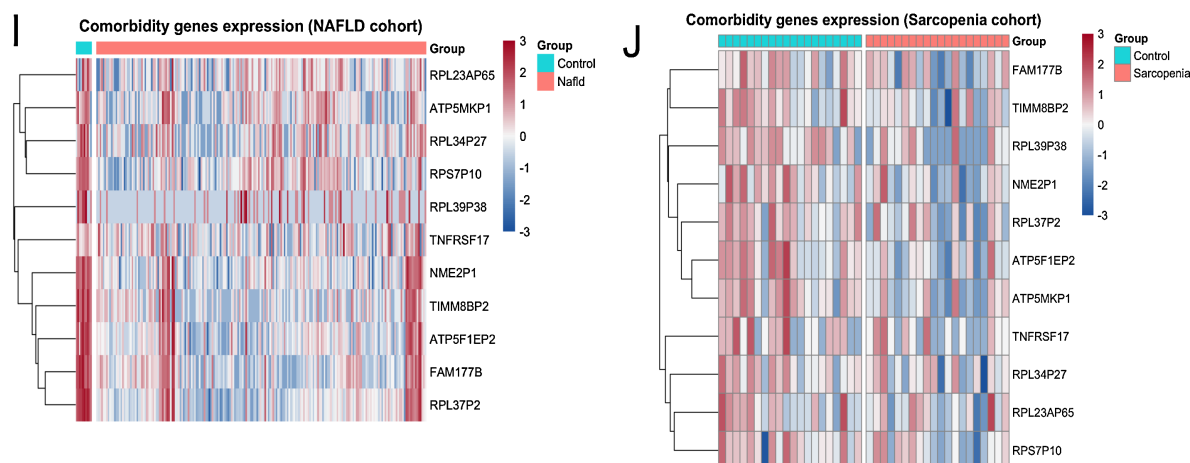 I
Comorbidity genes expression (NAFLD cohort)
Group
RPL23AP65
ATP5MKP1
RPL34P27
RPS7P10
RPL39P38
TNFRSF17
NME2P1
TIMM8BP2
ATP5F1EP2
FAM177B
RPL37P2
3
2
1
0
-1
-2
-3
Group
Control
Nafld
J
Comorbidity genes expression (Sarcopenia cohort)
Group
FAM177B
TIMM8BP2
RPL39P38
NME2P1
RPL37P2
ATP5F1EP2
ATP5MKP1
TNFRSF17
RPL34P27
RPL23AP65
RPS7P10
3
2
1
0
-1
-2
-3
Group
Control
Sarcopenia